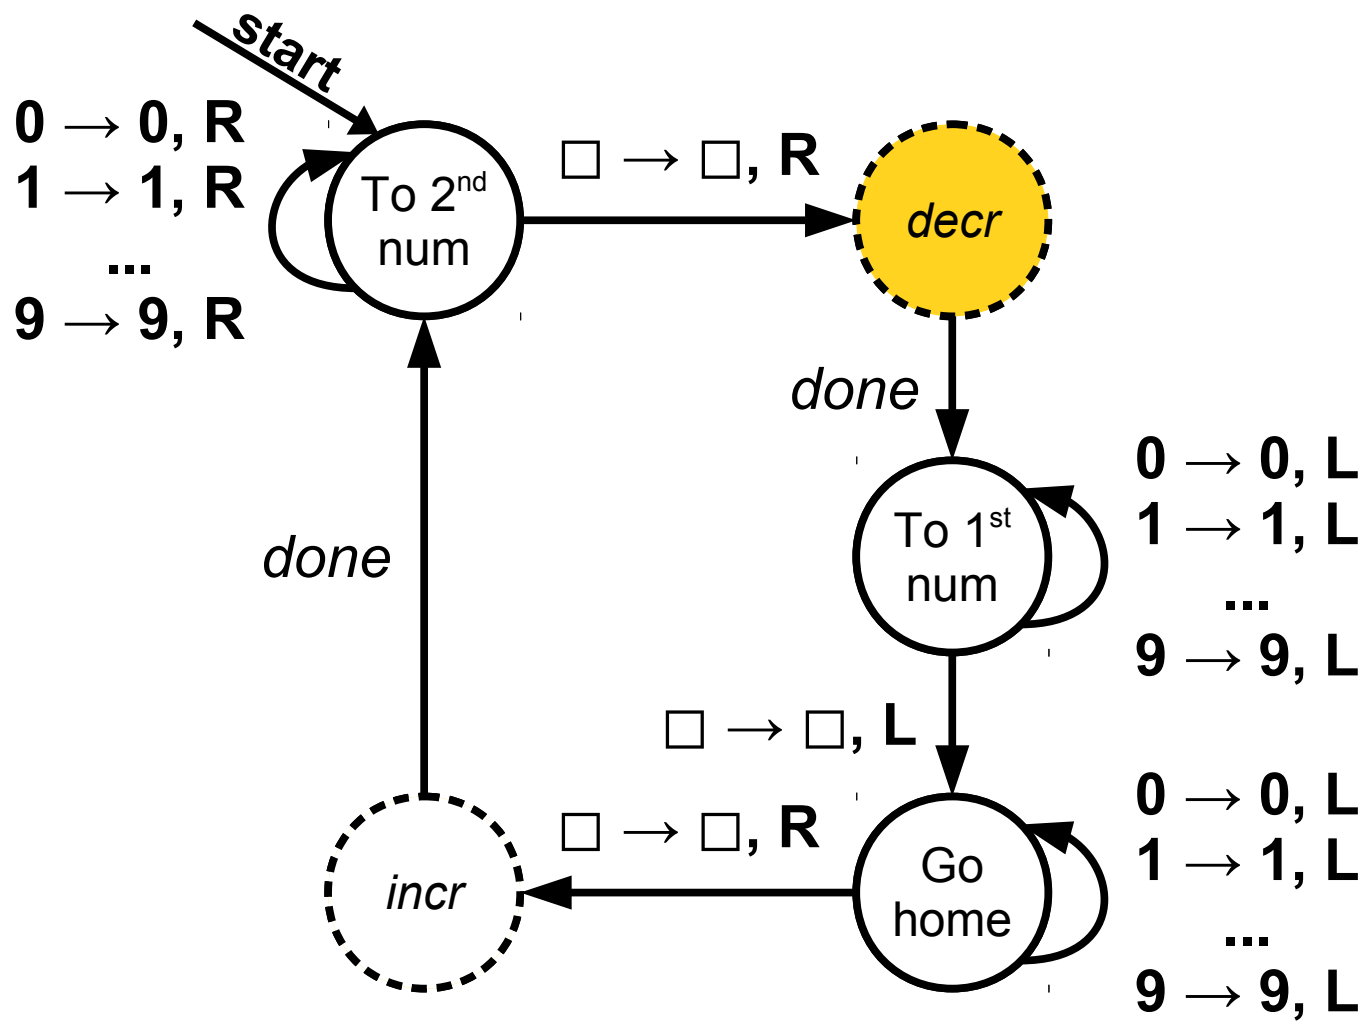 start
0 → 0, R
1 → 1, R
...
9 → 9, R
To 2nd
num
□ → □, R
decr
done
0 → 0, L
1 → 1, L
...
9 → 9, L
To 1st
num
done
□ → □, L
0 → 0, L
1 → 1, L
...
9 → 9, L
Go
home
□ → □, R
incr